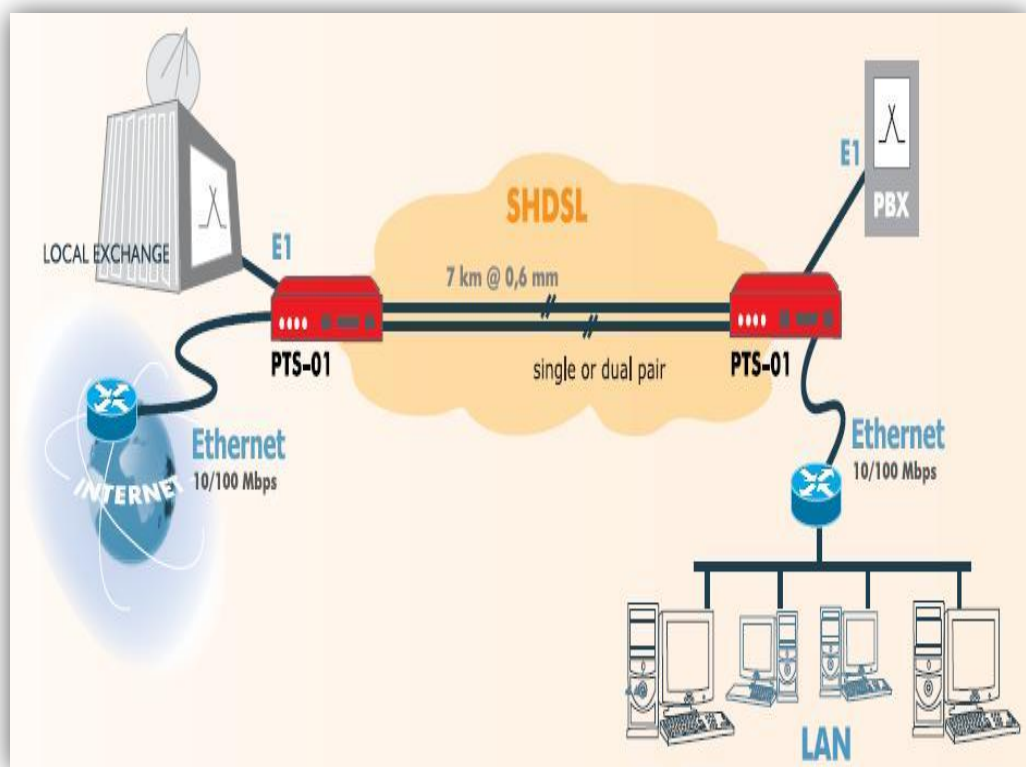 LOCAL EXCHANGE
E1
SHDSL
7 km @ 0,6 mm
single or dual pair
PTS-01
PTS-01
E1
PBX
Ethernet
10/100 Mbps
INTERNET
Ethernet
10/100 Mbps
LAN